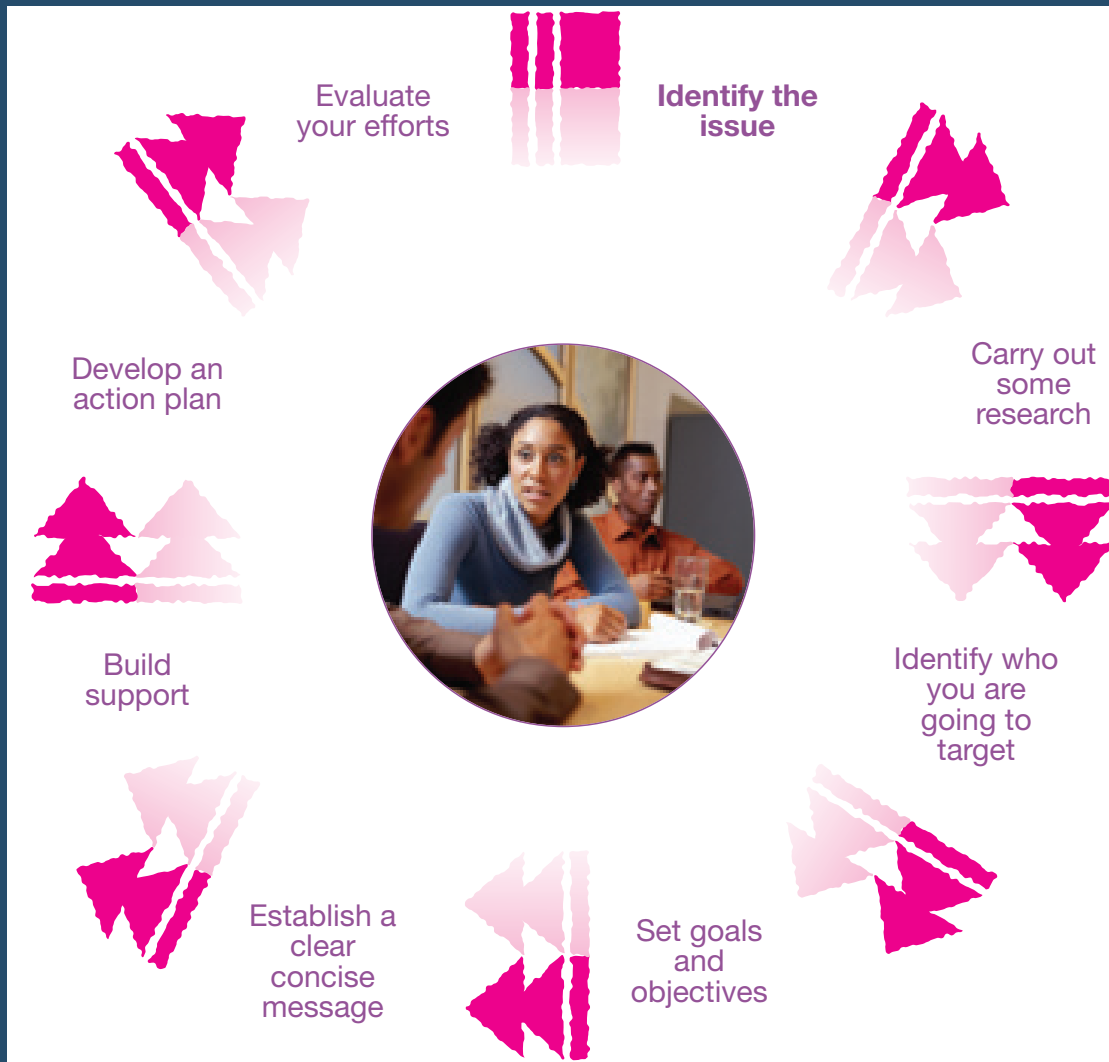 Identify the
issue
Carry out
some
research
Identify who
you are
going to
target
Set goals
and
objectives
Establish a
clear
concise
message
Build
support
Develop an
action plan
Evaluate
your efforts